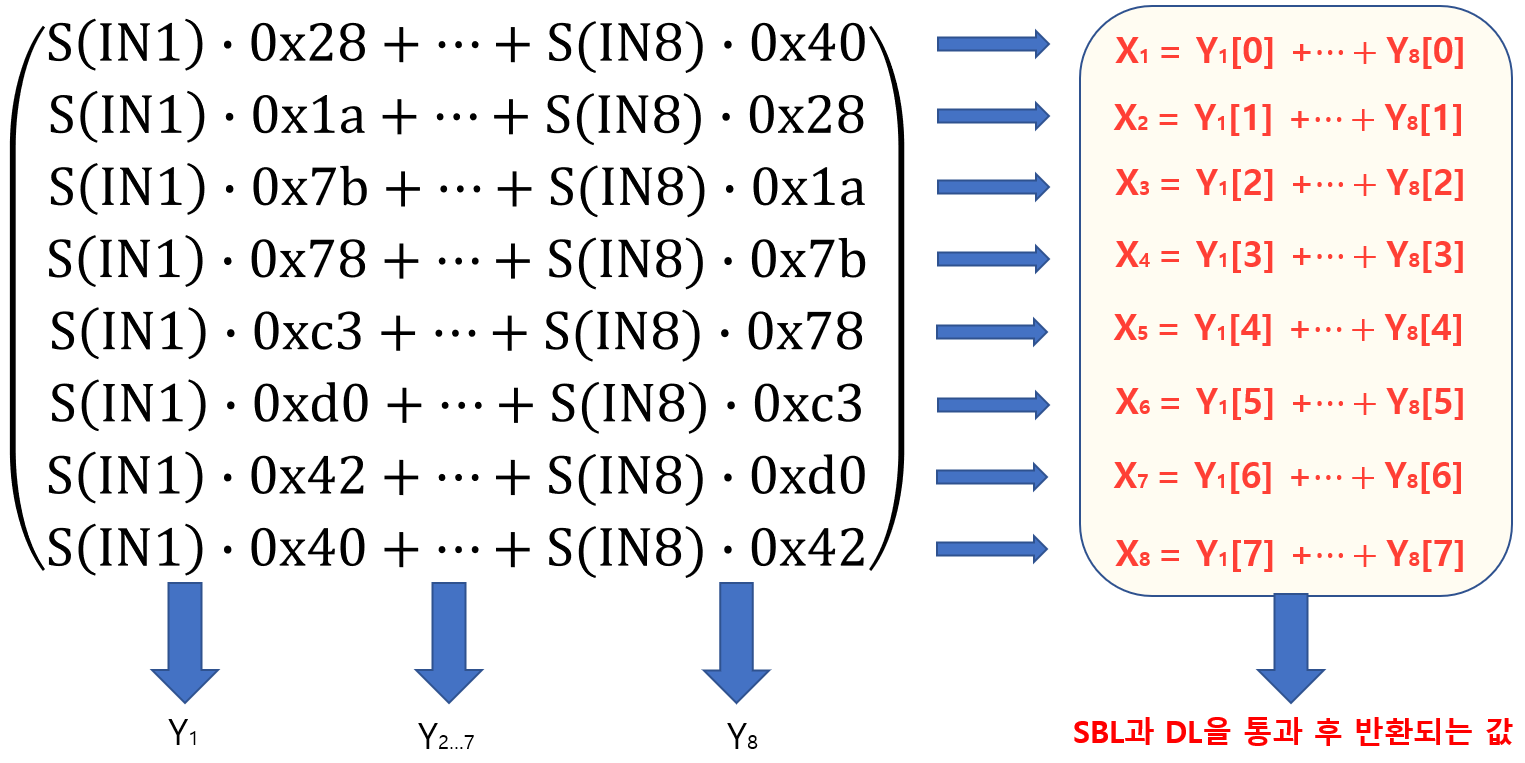 S(IN1) · 0x28 + ⋯ + S(IN8) · 0x40
S(IN1) · 0x1a + ⋯ + S(IN8) · 0x28
S(IN1) · 0x7b + ⋯ + S(IN8) · 0x1a
S(IN1) · 0x78 + ⋯ + S(IN8) · 0x7b
S(IN1) · 0xc3 + ⋯ + S(IN8) · 0x78
S(IN1) · 0xd0 + ⋯ + S(IN8) · 0xc3
S(IN1) · 0x42 + ⋯ + S(IN8) · 0xd0
S(IN1) · 0x40 + ⋯ + S(IN8) · 0x42
X₁ = Y₁[0] +⋯ + Y₈[0]
X₂ = Y₁[1] +⋯ + Y₈[1]
X₃ = Y₁[2] +⋯ + Y₈[2]
X₄ = Y₁[3] +⋯ + Y₈[3]
X₅ = Y₁[4] +⋯ + Y₈[4]
X₆ = Y₁[5] +⋯ + Y₈[5]
X₇ = Y₁[6] +⋯ + Y₈[6]
X₈ = Y₁[7] +⋯ + Y₈[7]
Y₁
Y₂…₇
Y₈
SBL과 DL을 통과 후 반환되는 값